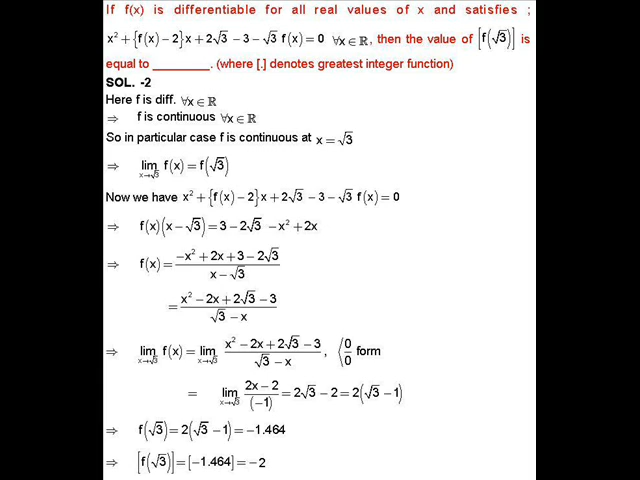 If f(x) is differentiable for all real values of x and satisfies ;
x² + {f(x) – 2}x + 2√3 – 3 – √3 f(x) = 0 ∀x ∈ ℝ, then the value of [f(√3)] is
equal to ________. (where [.] denotes greatest integer function)
SOL. -2
Here f is diff. ∀x ∈ ℝ
⇒ f is continuous ∀x ∈ ℝ
So in particular case f is continuous at x = √3
⇒ lim x→√3 f(x) = f(√3)
Now we have x² + {f(x) – 2}x + 2√3 – 3 – √3 f(x) = 0
⇒ f(x)(x – √3) = 3 – 2√3 – x² + 2x
⇒ f(x) = (–x² + 2x + 3 – 2√3)/(x – √3)
= (x² – 2x + 2√3 – 3)/(√3 – x)
⇒ lim x→√3 f(x) = lim x→√3 (x² – 2x + 2√3 – 3)/(√3 – x), ⟨0/0 form
= lim x→√3 (2x – 2)/(–1) = 2√3 – 2 = 2(√3 – 1)
⇒ f(√3) = 2(√3 – 1) = –1.464
⇒ [f(√3)] = [–1.464] = –2